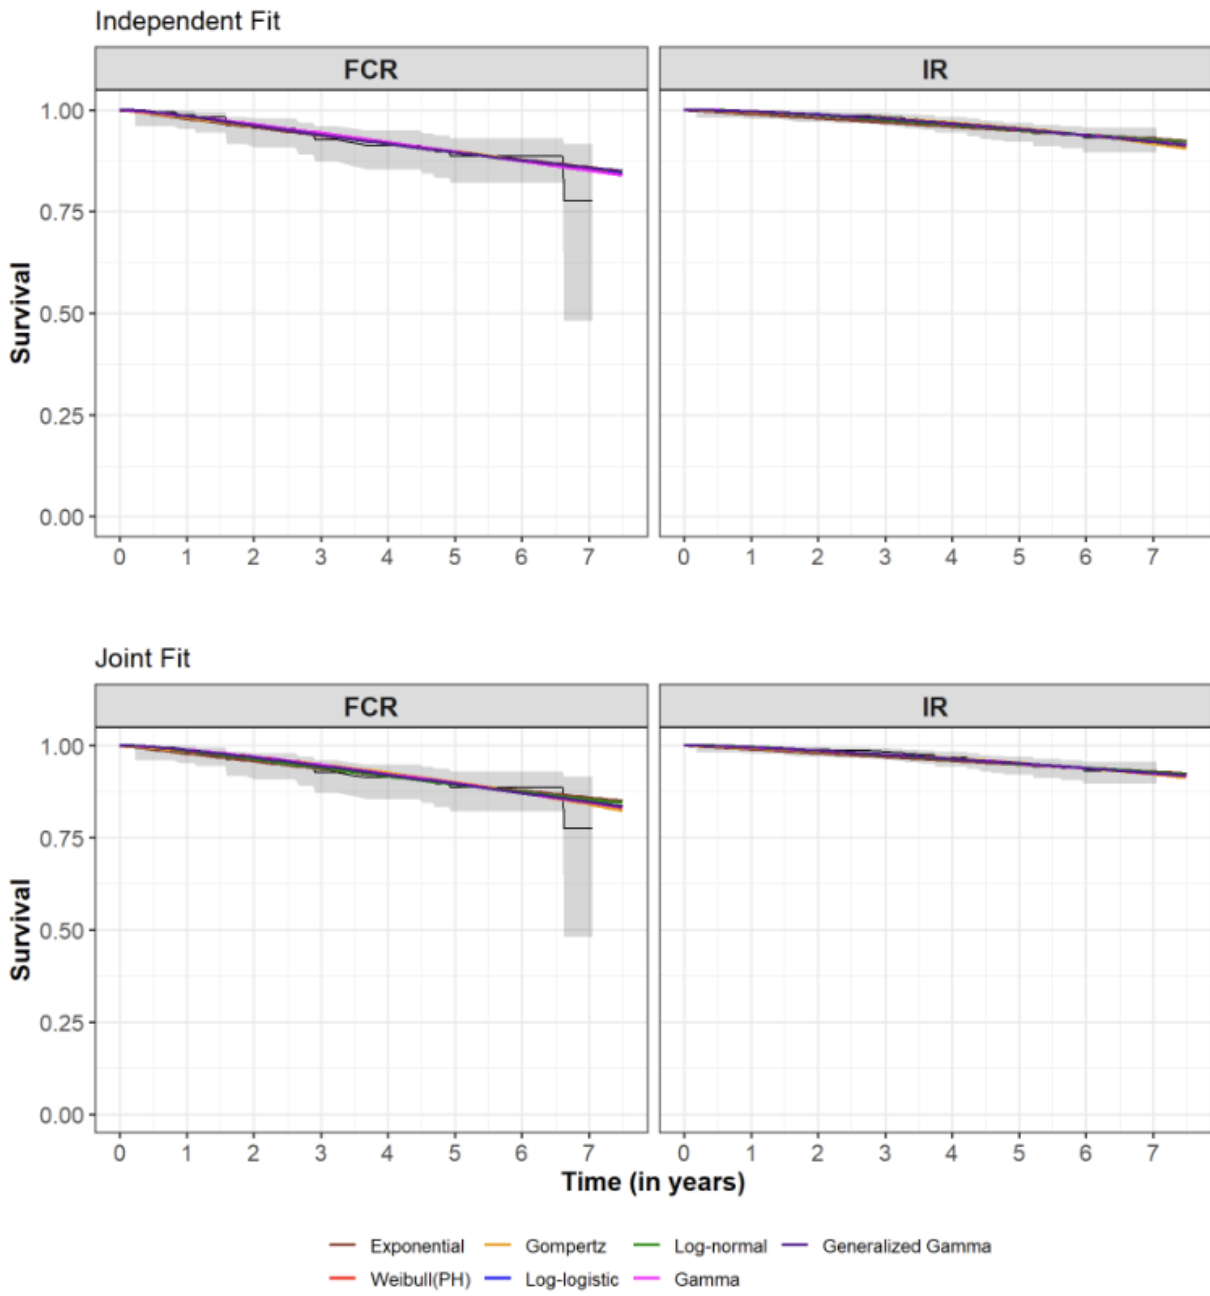 Independent Fit
FCR IR
1.00
0.75
0.50
0.25
0.00
Survival
0 1 2 3 4 5 6 7 0 1 2 3 4 5 6 7
Joint Fit
FCR IR
1.00
0.75
0.50
0.25
0.00
Survival
0 1 2 3 4 5 6 7 0 1 2 3 4 5 6 7
Time (in years)
Exponential Gompertz Log-normal Generalized Gamma
Weibull(PH) Log-logistic Gamma